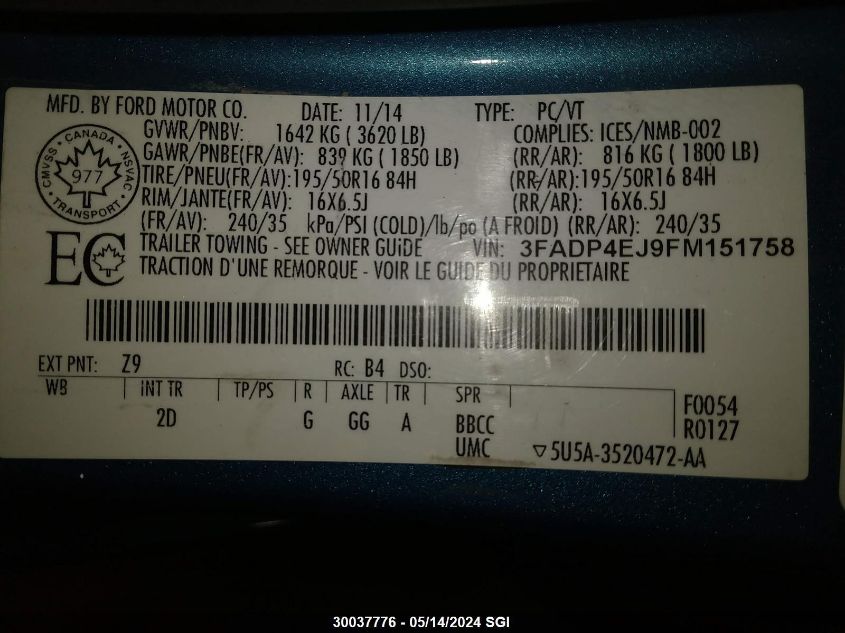 MFD. BY FORD MOTOR CO. DATE: 11/14 TYPE: PC/VT
GVWR/PNBV: 1642 KG ( 3620 LB) COMPLIES: ICES/NMB-002
GAWR/PNBE(FR/AV): 839 KG ( 1850 LB) (RR/AR): 816 KG ( 1800 LB)
TIRE/PNEU(FR/AV):195/50R16 84H (RR/AR):195/50R16 84H
RIM/JANTE(FR/AV): 16X6.5J (RR/AR): 16X6.5J
(FR/AV): 240/35 kPa/PSI (COLD)/lb/po (A FROID) (RR/AR): 240/35
TRAILER TOWING - SEE OWNER GUiDE VIN: 3FADP4EJ9FM151758
TRACTION D'UNE REMORQUE - VOIR LE GUIDE DU PROPRIETAIRE
CANADA
CMVSS 977 NSVAC
TRANSPORT
EC
EXT PNT: Z9 RC: B4 DSO:
WB INT TR TP/PS R AXLE TR SPR
2D G GG A BBCC
UMC
F0054
R0127
▽5U5A-3520472-AA
30037776 - 05/14/2024 SGI